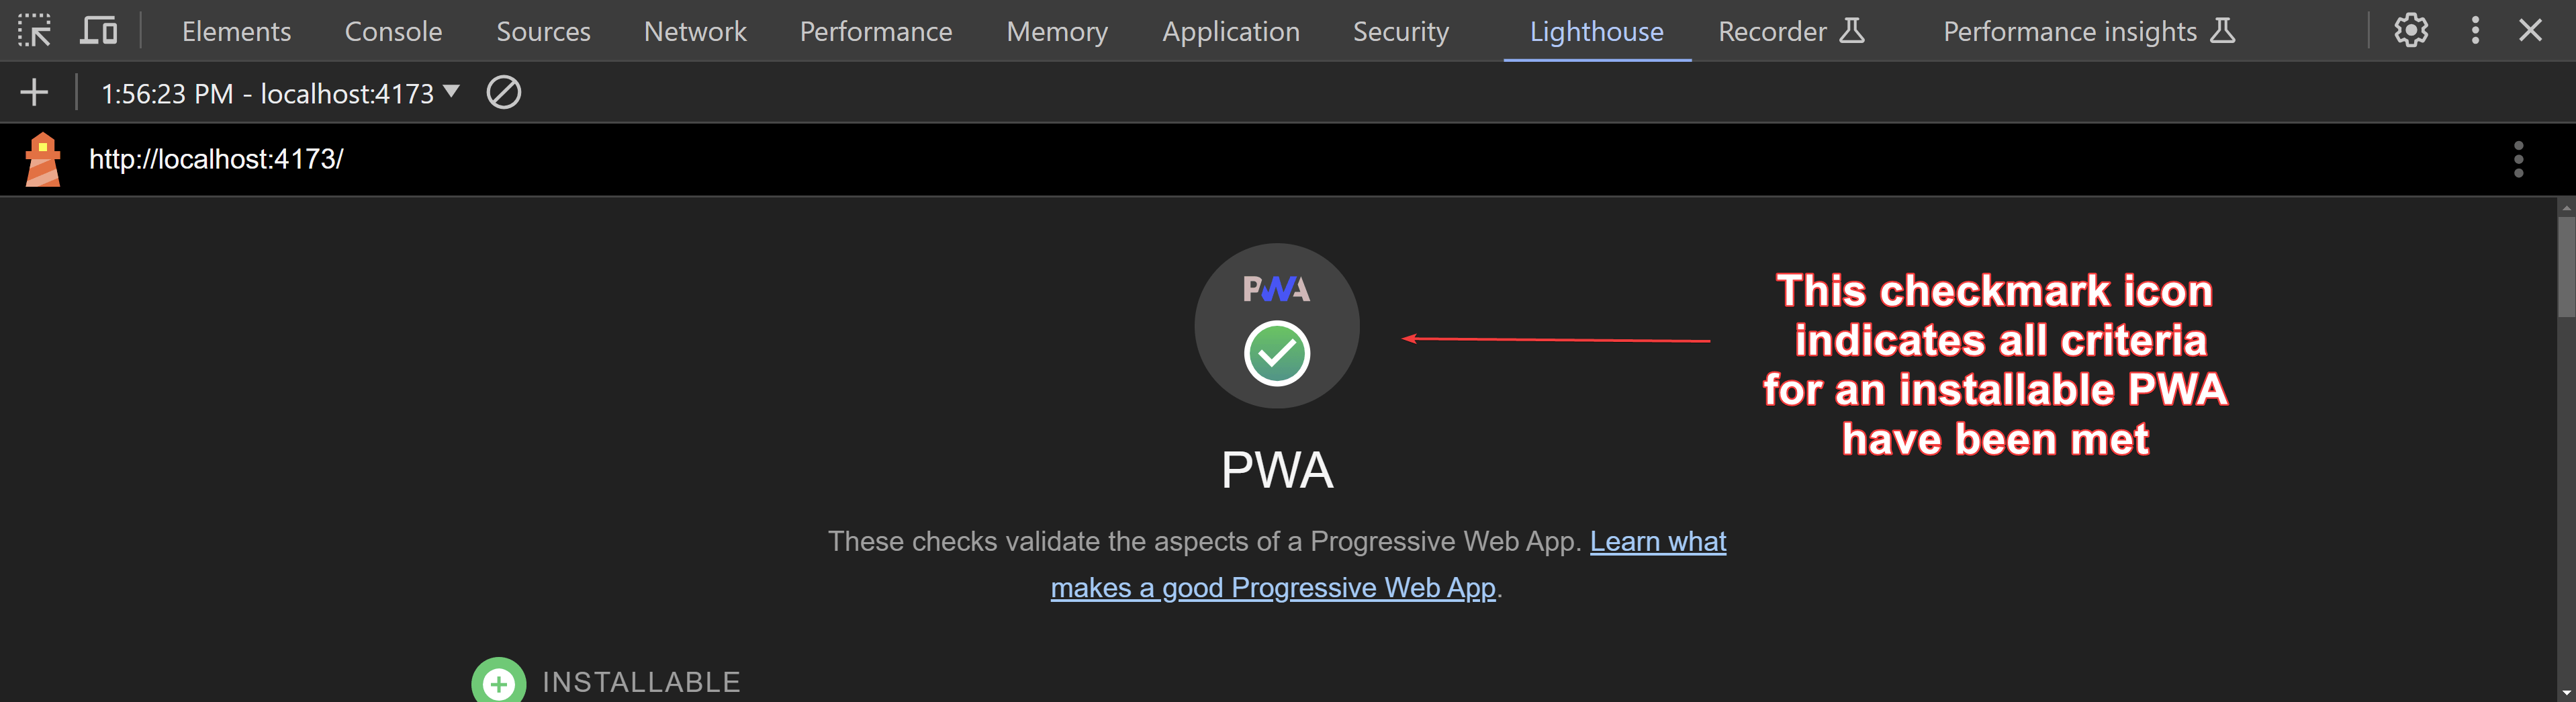 Elements Console Sources Network Performance Memory Application Security Lighthouse Recorder Performance insights
1:56:23 PM - localhost:4173
http://localhost:4173/
PWA
This checkmark icon
indicates all criteria
for an installable PWA
have been met
PWA
These checks validate the aspects of a Progressive Web App. Learn what
makes a good Progressive Web App.
INSTALLABLE